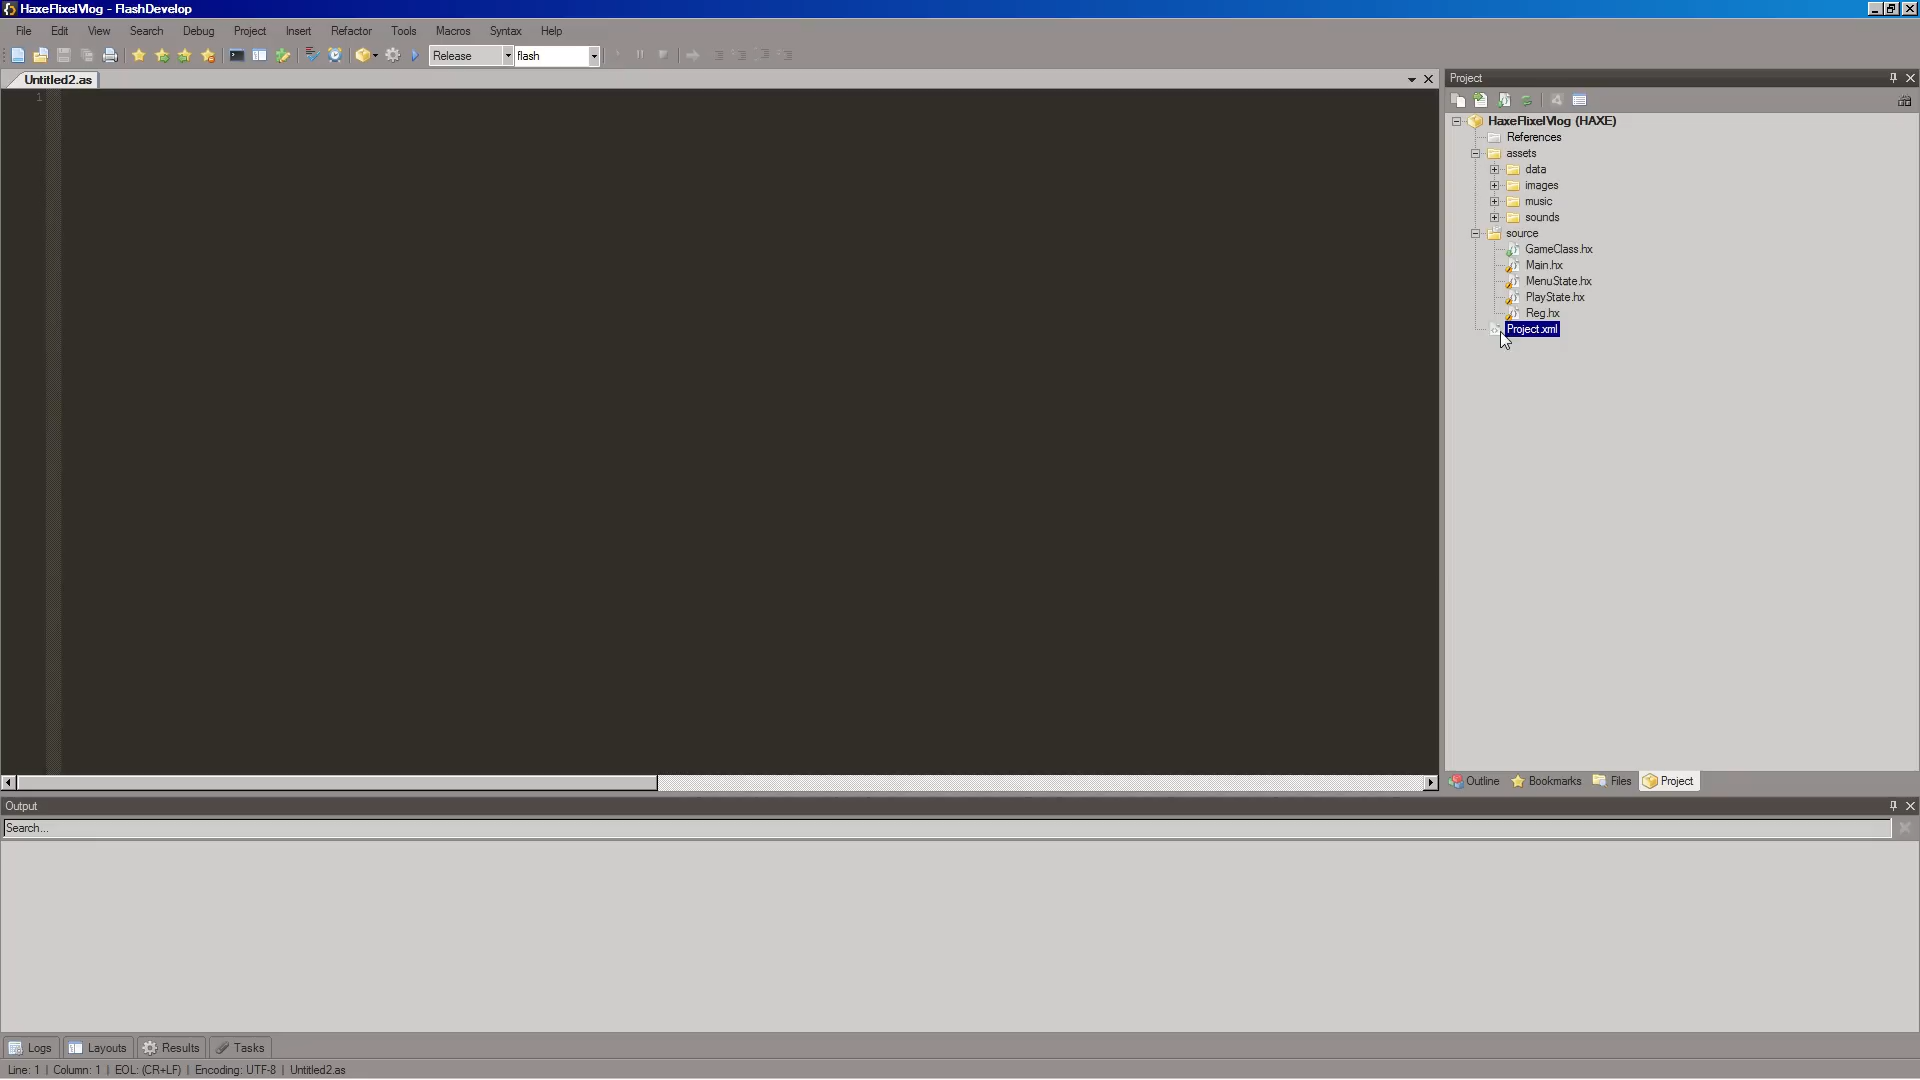 HaxeFlixelVlog - FlashDevelop
File Edit View Search Debug Project Insert Refactor Tools Macros Syntax Help
Release flash
Untitled2.as
1
Project
HaxeFlixelVlog (HAXE)
References
assets
data
images
music
sounds
source
GameClass.hx
Main.hx
MenuState.hx
PlayState.hx
Reg.hx
Project.xml
Outline Bookmarks Files Project
Output
Search...
Logs Layouts Results Tasks
Line: 1 | Column: 1 | EOL: (CR+LF) | Encoding: UTF-8 | Untitled2.as